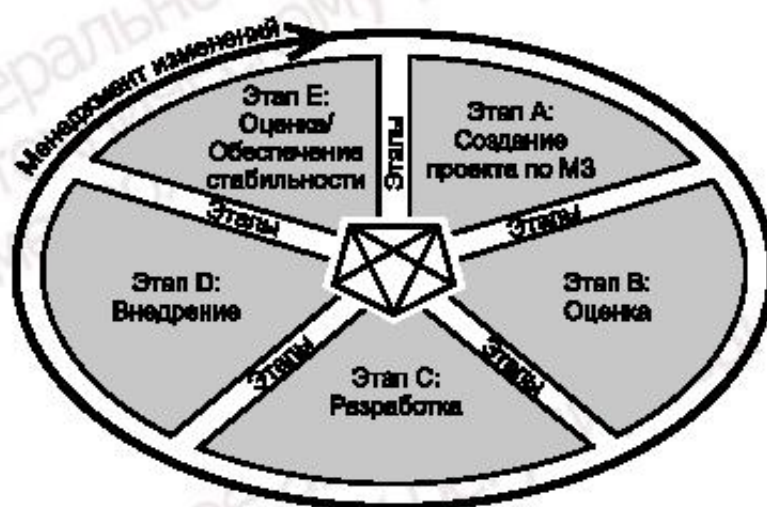 Менеджмент изменений
Этап E:
Оценка/
Обеспечение
стабильности
Этапы
Этап A:
Создание
проекта по МЗ
Этапы
Этапы
Этап D:
Внедрение
Этап B:
Оценка
Этапы
Этапы
Этап C:
Разработка